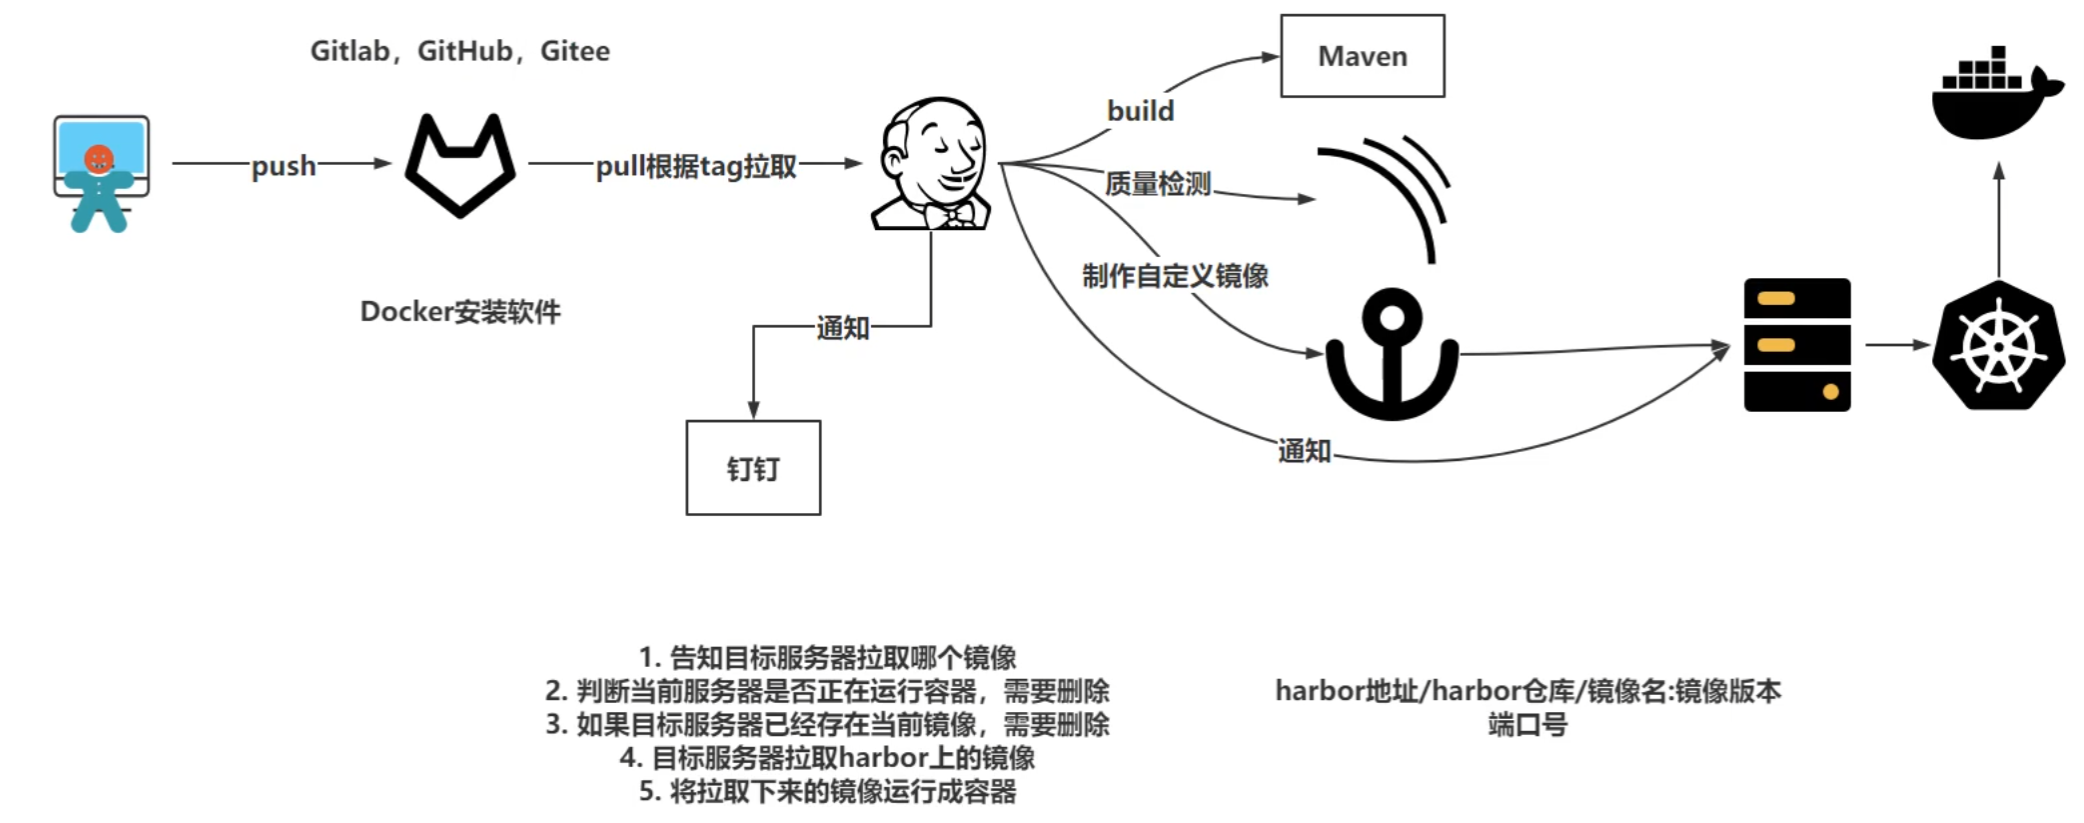 Gitlab，GitHub，Gitee
push
pull根据tag拉取
build
Maven
质量检测
制作自定义镜像
Docker安装软件
通知
钉钉
通知
1. 告知目标服务器拉取哪个镜像
2. 判断当前服务器是否正在运行容器，需要删除
3. 如果目标服务器已经存在当前镜像，需要删除
4. 目标服务器拉取harbor上的镜像
5. 将拉取下来的镜像运行成容器
harbor地址/harbor仓库/镜像名:镜像版本
端口号